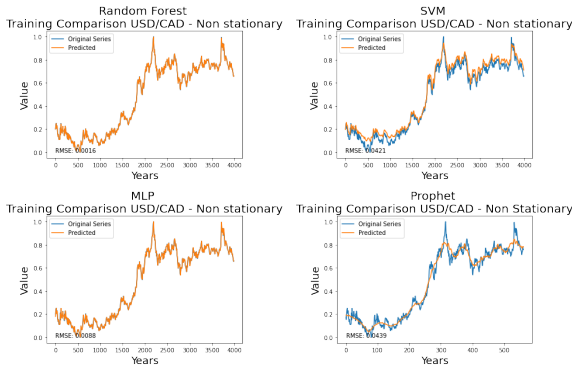 Random Forest
Training Comparison USD/CAD - Non stationary
Original Series
Predicted
Value
1.0
0.8
0.6
0.4
0.2
0.0
RMSE: 0.0016
0 500 1000 1500 2000 2500 3000 3500 4000
Years
SVM
Training Comparison USD/CAD - Non stationary
Original Series
Predicted
Value
1.0
0.8
0.6
0.4
0.2
0.0
RMSE: 0.0421
0 500 1000 1500 2000 2500 3000 3500 4000
Years
MLP
Training Comparison USD/CAD - Non stationary
Original Series
Predicted
Value
1.0
0.8
0.6
0.4
0.2
0.0
RMSE: 0.0088
0 500 1000 1500 2000 2500 3000 3500 4000
Years
Prophet
Training Comparison USD/CAD - Non stationary
Original Series
Predicted
Value
1.0
0.8
0.6
0.4
0.2
0.0
RMSE: 0.0439
0 100 200 300 400 500
Years